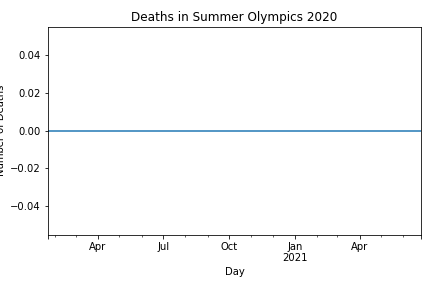 Deaths in Summer Olympics 2020
Number of Deaths
0.04
0.02
0.00
−0.02
−0.04
Apr Jul Oct Jan Apr
2021
Day